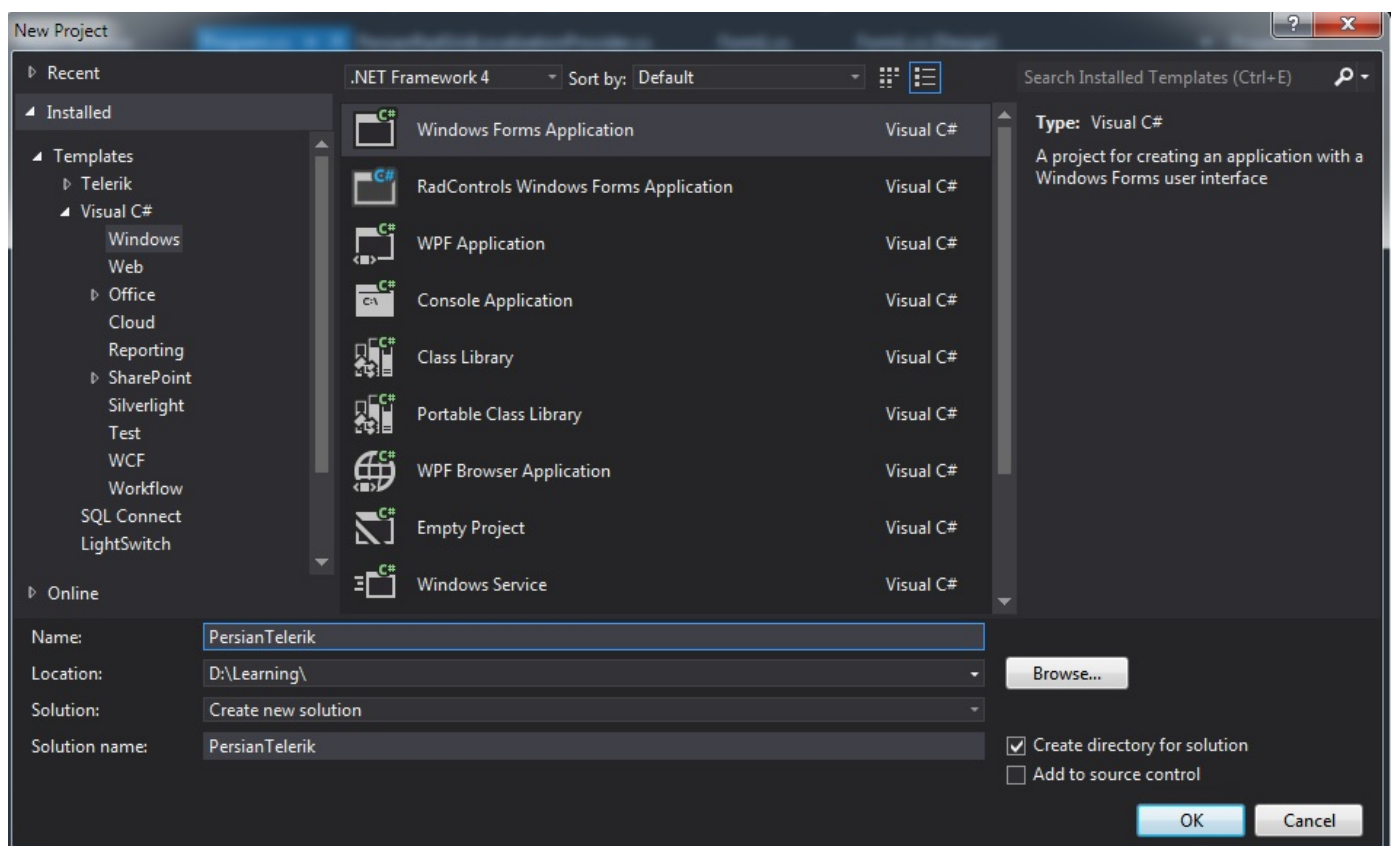 New Project
Recent
Installed
Templates
Telerik
Visual C#
Windows
Web
Office
Cloud
Reporting
SharePoint
Silverlight
Test
WCF
Workflow
SQL Connect
LightSwitch
Online
.NET Framework 4 Sort by: Default
Windows Forms Application Visual C#
RadControls Windows Forms Application Visual C#
WPF Application Visual C#
Console Application Visual C#
Class Library Visual C#
Portable Class Library Visual C#
WPF Browser Application Visual C#
Empty Project Visual C#
Windows Service Visual C#
Search Installed Templates (Ctrl+E)
Type: Visual C#
A project for creating an application with a
Windows Forms user interface
Name: PersianTelerik
Location: D:\Learning\
Browse...
Solution: Create new solution
Solution name: PersianTelerik
Create directory for solution
Add to source control
OK Cancel